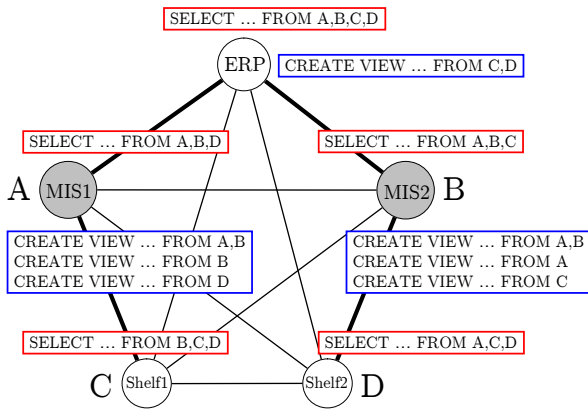 SELECT ... FROM A,B,C,D
ERP
CREATE VIEW ... FROM C,D
SELECT ... FROM A,B,D
SELECT ... FROM A,B,C
A
MIS1
MIS2
B
CREATE VIEW ... FROM A,B
CREATE VIEW ... FROM B
CREATE VIEW ... FROM D
CREATE VIEW ... FROM A,B
CREATE VIEW ... FROM A
CREATE VIEW ... FROM C
SELECT ... FROM B,C,D
SELECT ... FROM A,C,D
C
Shelf1
Shelf2
D